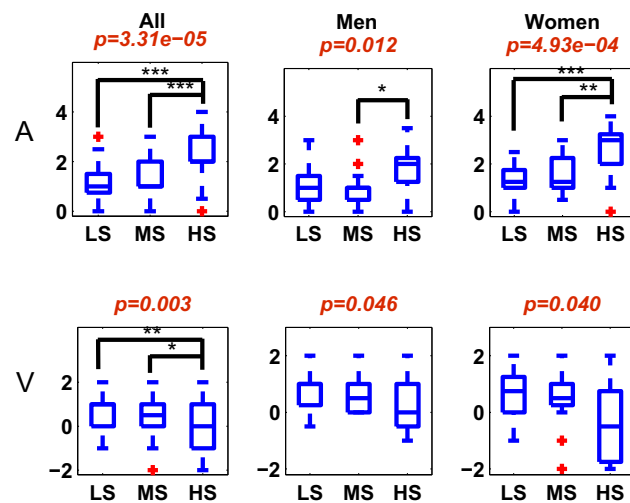 All Men Women
p=3.31e−05 p=0.012 p=4.93e−04
*** * ***
*** **
A
4 4 4
2 2 2
0 0 0
LS MS HS LS MS HS LS MS HS
p=0.003 p=0.046 p=0.040
**
*
V
2 2 2
0 0 0
−2 −2 −2
LS MS HS LS MS HS LS MS HS